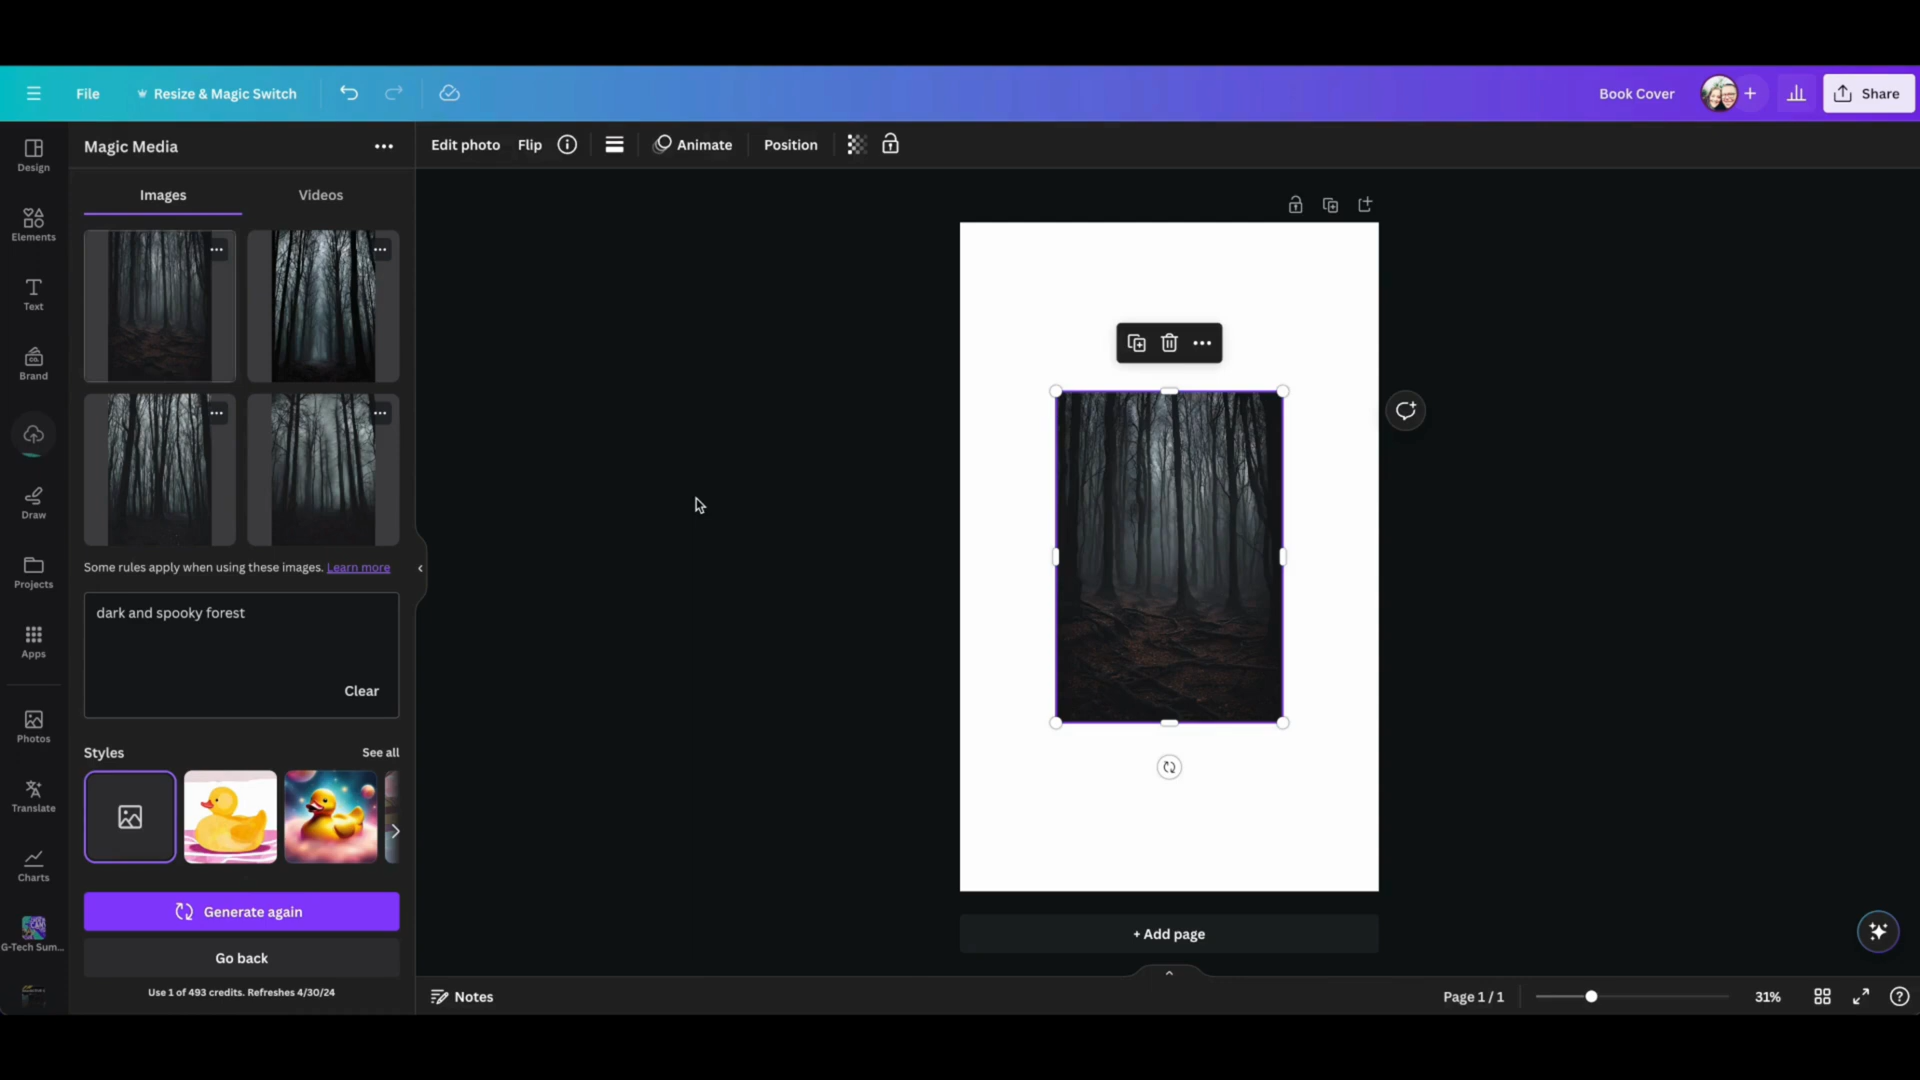 File
Resize & Magic Switch
Book Cover
Share
Design
Elements
Text
Brand
Draw
Projects
Apps
Photos
Translate
Charts
G-Tech Sum...
Magic Media
Images
Videos
Some rules apply when using these images. Learn more
dark and spooky forest
Clear
Styles
See all
Generate again
Go back
Use 1 of 493 credits. Refreshes 4/30/24
Edit photo
Flip
Animate
Position
+ Add page
Notes
Page 1 / 1
31%